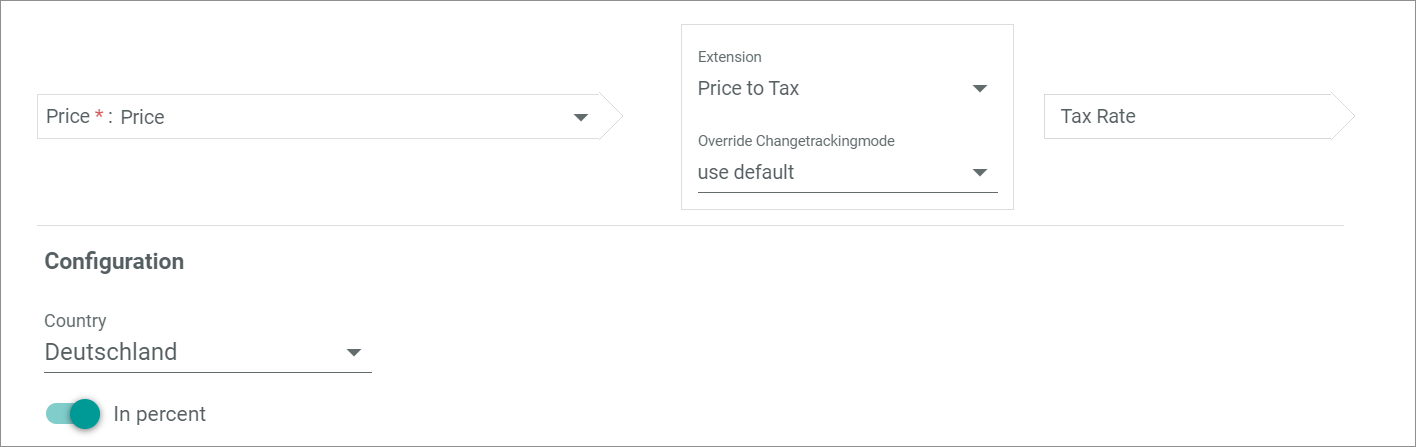 Price * : Price
Extension
Price to Tax
Override Changetrackingmode
use default
Tax Rate
Configuration
Country
Deutschland
In percent